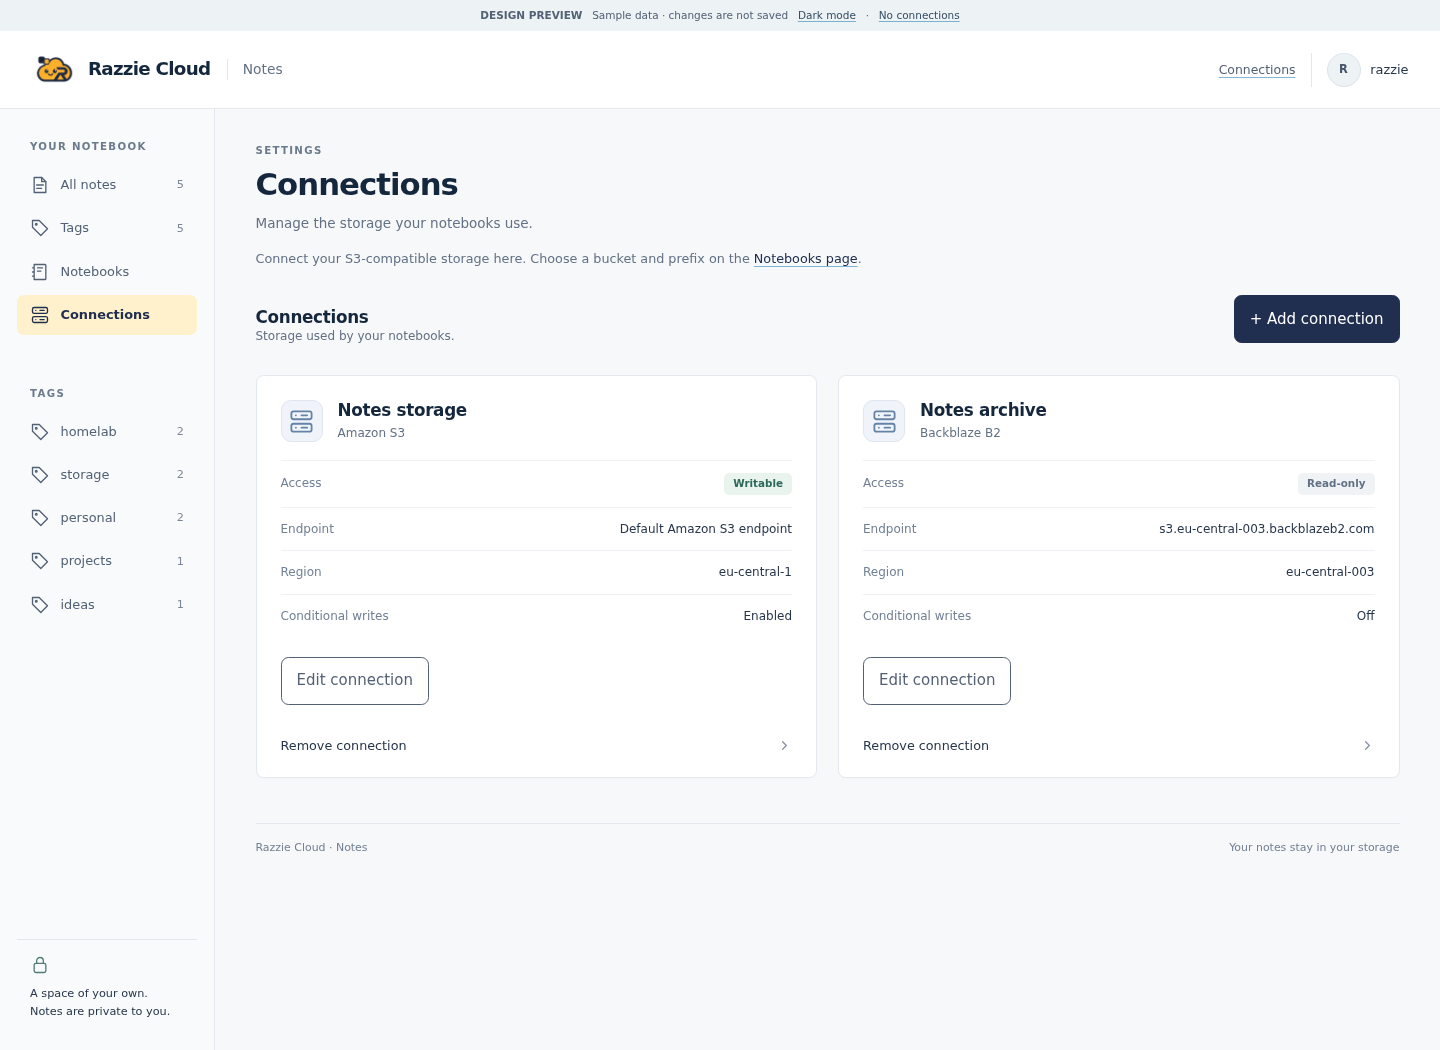 DESIGN PREVIEW Sample data · changes are not saved Dark mode · No connections
Razzie Cloud Notes
Connections R razzie
YOUR NOTEBOOK
All notes 5
Tags 5
Notebooks
Connections
TAGS
homelab 2
storage 2
personal 2
projects 1
ideas 1
A space of your own.
Notes are private to you.
SETTINGS
Connections
Manage the storage your notebooks use.
Connect your S3-compatible storage here. Choose a bucket and prefix on the Notebooks page.
Connections
Storage used by your notebooks.
+ Add connection
Notes storage
Amazon S3
Access Writable
Endpoint Default Amazon S3 endpoint
Region eu-central-1
Conditional writes Enabled
Edit connection
Remove connection
Notes archive
Backblaze B2
Access Read-only
Endpoint s3.eu-central-003.backblazeb2.com
Region eu-central-003
Conditional writes Off
Edit connection
Remove connection
Razzie Cloud · Notes
Your notes stay in your storage